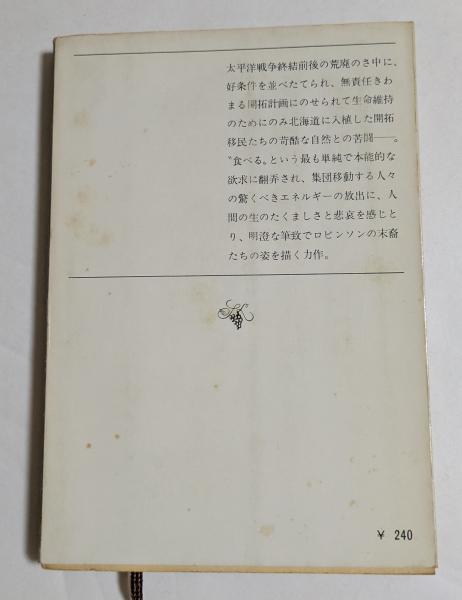 太平洋戦争終結前後の荒廃のさ中に、
好条件を並べたてられ、無責任きわ
まる開拓計画にのせられて生命維持
のためにのみ北海道に入植した開拓
移民たちの苛酷な自然との苦闘――。
〝食べる〟という最も単純で本能的な
欲求に翻弄され、集団移動する人々
の驚くべきエネルギーの放出に、人
間の生のたくましさと悲哀を感じと
り、明澄な筆致でロビンソンの末裔
たちの姿を描く力作。
¥ 240